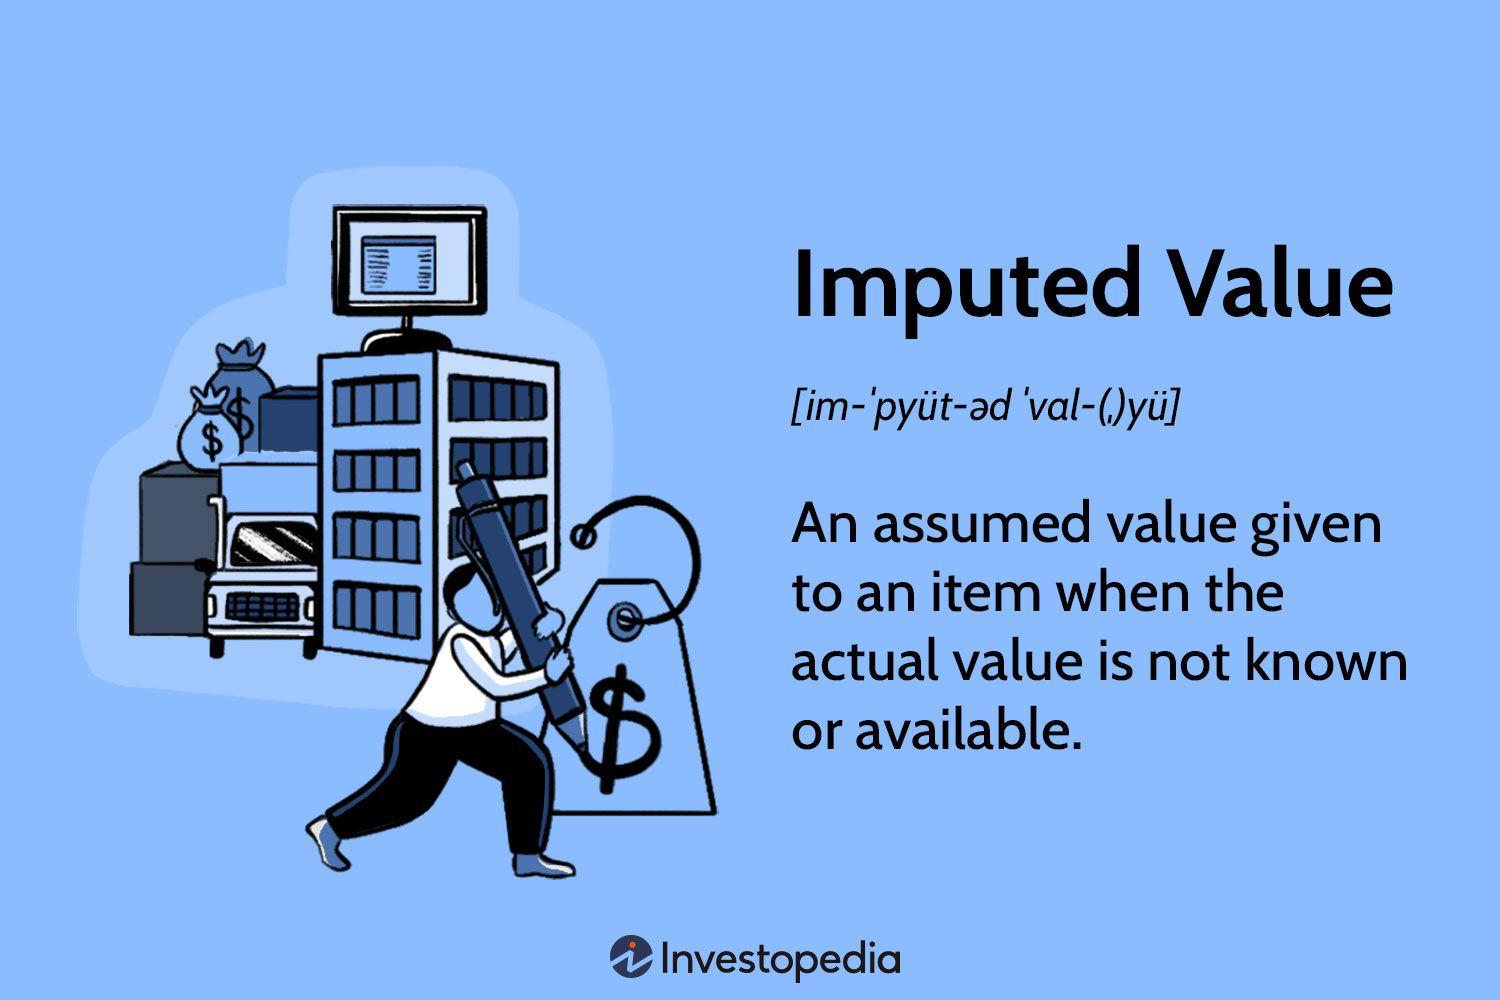 Imputed Value
[im-ˈpyüt-əd ˈval-(ˌ)yü]
An assumed value given
to an item when the
actual value is not known
or available.
$
$
$
Investopedia